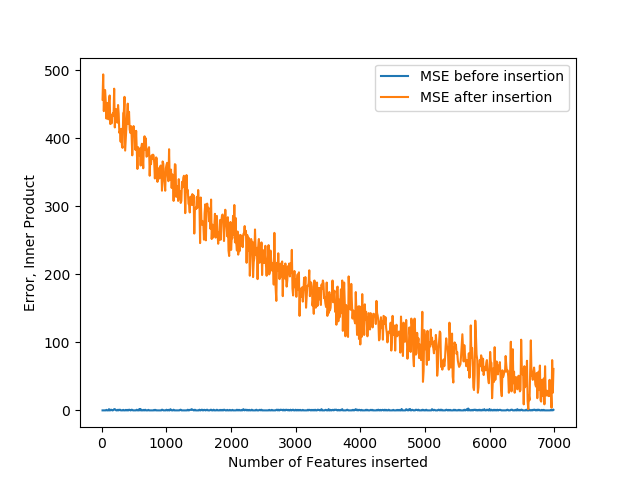 MSE before insertion
MSE after insertion
500
400
300
200
100
0
Error, Inner Product
0 1000 2000 3000 4000 5000 6000 7000
Number of Features inserted